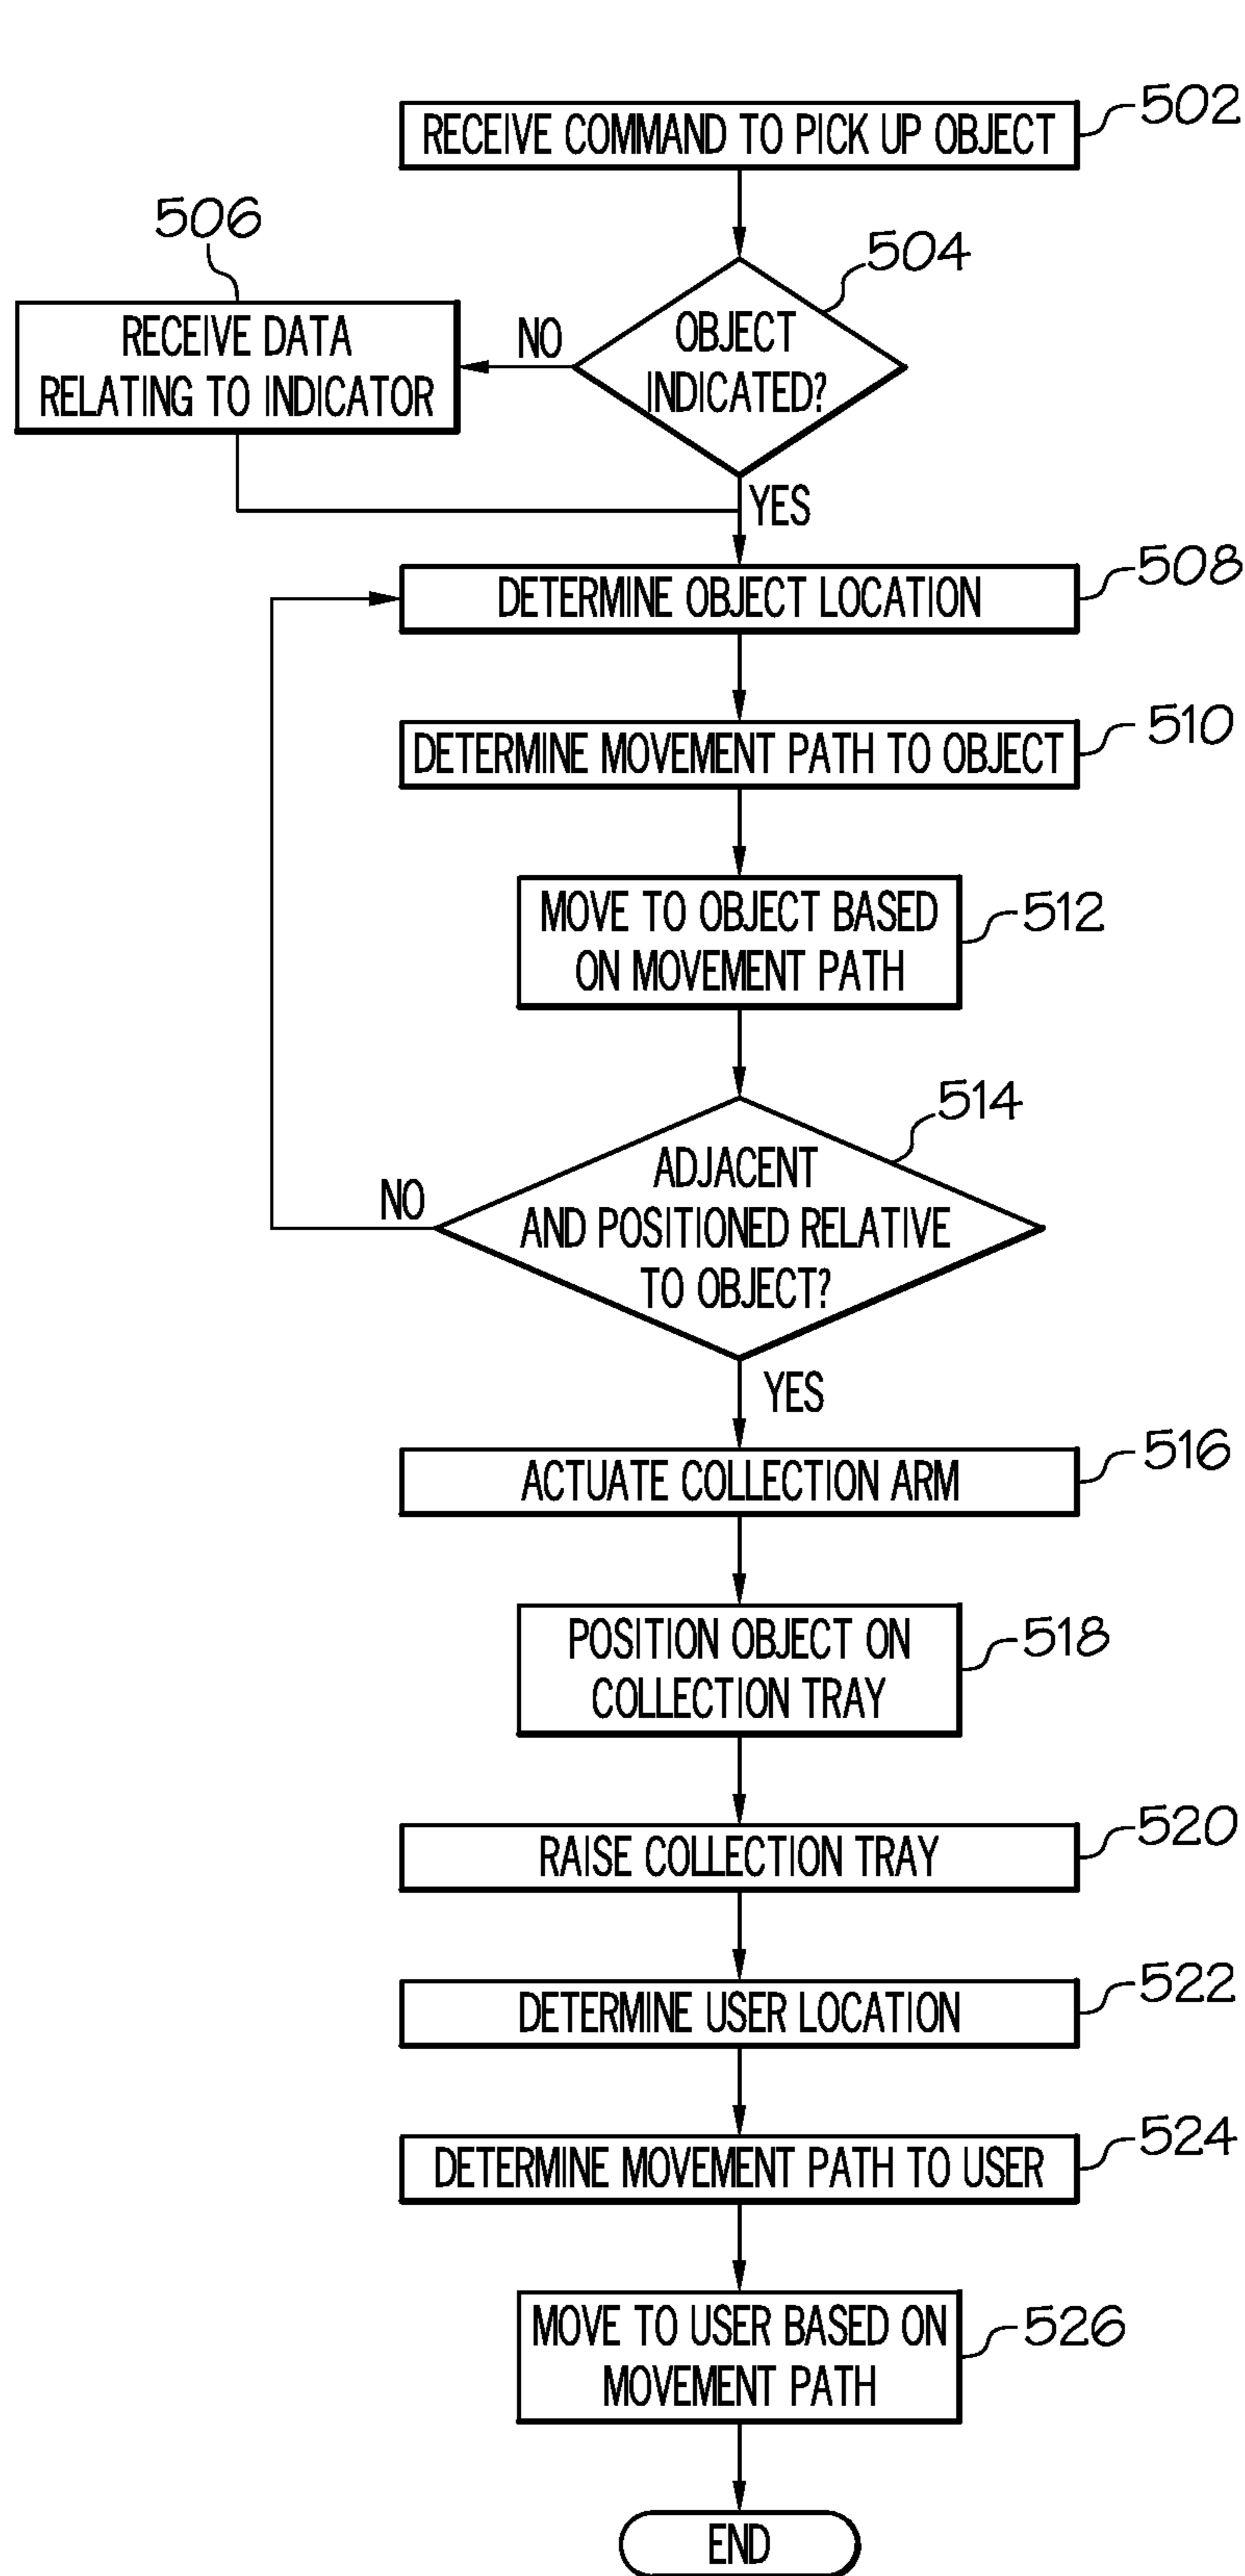 RECEIVE COMMAND TO PICK UP OBJECT
502
506
504
RECEIVE DATA
RELATING TO INDICATOR
NO
OBJECT
INDICATED?
YES
DETERMINE OBJECT LOCATION
508
DETERMINE MOVEMENT PATH TO OBJECT
510
MOVE TO OBJECT BASED
ON MOVEMENT PATH
512
514
NO
ADJACENT
AND POSITIONED RELATIVE
TO OBJECT?
YES
ACTUATE COLLECTION ARM
516
POSITION OBJECT ON
COLLECTION TRAY
518
RAISE COLLECTION TRAY
520
DETERMINE USER LOCATION
522
DETERMINE MOVEMENT PATH TO USER
524
MOVE TO USER BASED ON
MOVEMENT PATH
526
END